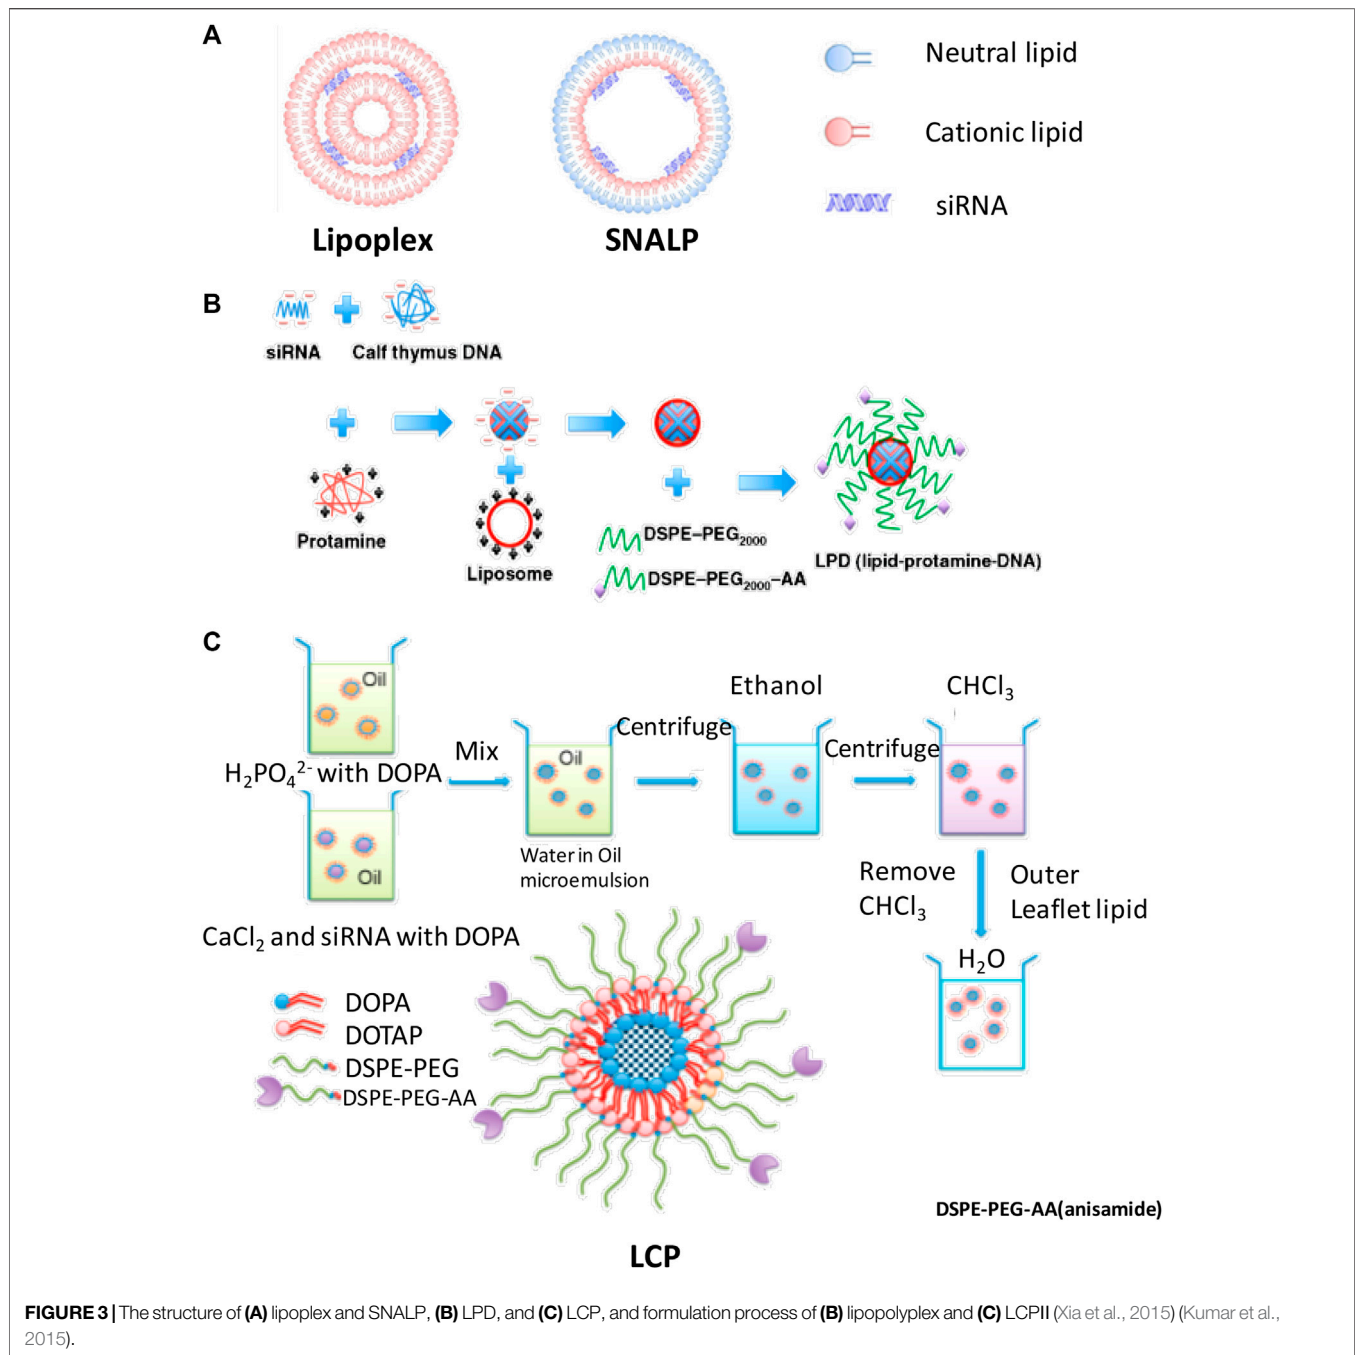 A
Neutral lipid
Cationic lipid
siRNA
Lipoplex
SNALP
B
siRNA
Calf thymus DNA
Protamine
Liposome
DSPE–PEG2000
DSPE–PEG2000–AA
LPD (lipid-protamine-DNA)
C
Oil
H2PO4 2- with DOPA
Oil
CaCl2 and siRNA with DOPA
Mix
Oil
Water in Oil
microemulsion
Centrifuge
Ethanol
Centrifuge
CHCl3
Remove
CHCl3
Outer
Leaflet lipid
H2O
DOPA
DOTAP
DSPE-PEG
DSPE-PEG-AA
DSPE-PEG-AA(anisamide)
LCP
FIGURE 3 | The structure of (A) lipoplex and SNALP, (B) LPD, and (C) LCP, and formulation process of (B) lipopolyplex and (C) LCPII (Xia et al., 2015) (Kumar et al.,
2015).